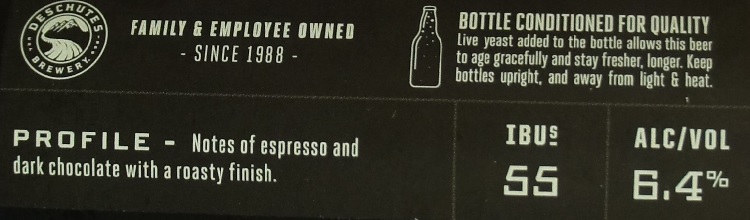 DESCHUTES
BREWERY
FAMILY & EMPLOYEE OWNED
- SINCE 1988 -
BOTTLE CONDITIONED FOR QUALITY
Live yeast added to the bottle allows this beer
to age gracefully and stay fresher, longer. Keep
bottles upright, and away from light & heat.
PROFILE - Notes of espresso and
dark chocolate with a roasty finish.
IBUs
55
ALC/VOL
6.4%